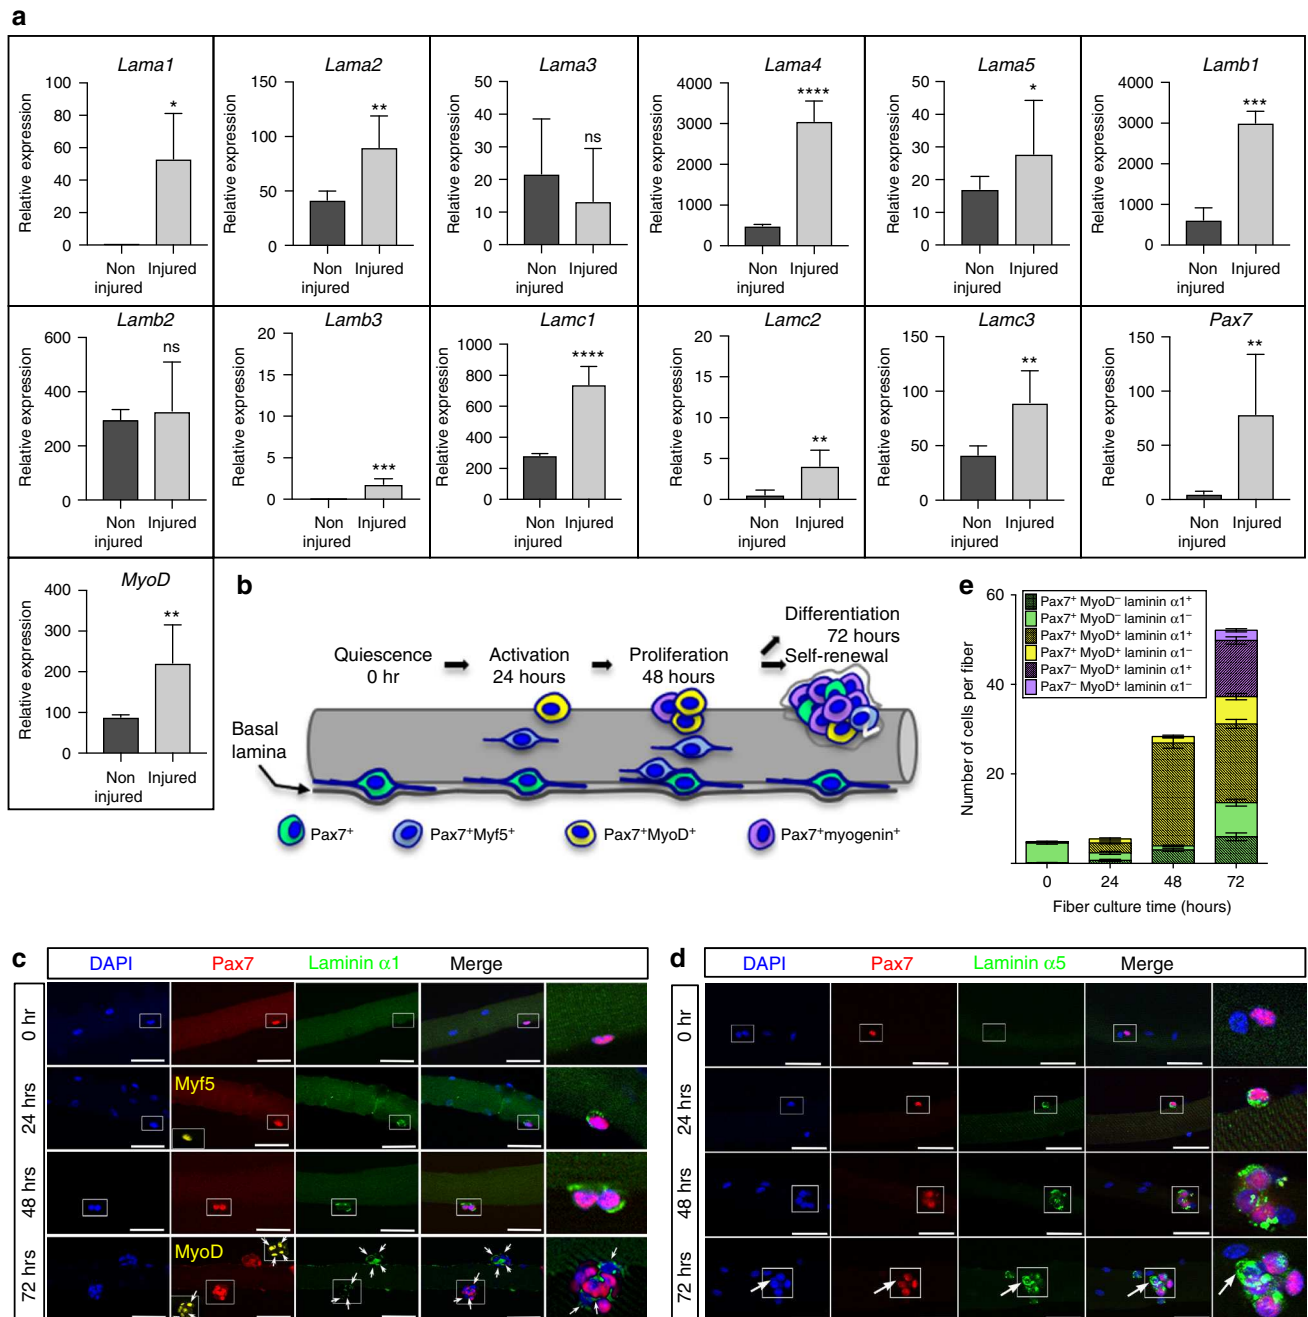 a
Lama1
Relative expression
100
80
60
40
20
0
*
Non injured
Injured
Lama2
Relative expression
150
100
50
0
**
Non injured
Injured
Lama3
Relative expression
50
40
30
20
10
0
ns
Non injured
Injured
Lama4
Relative expression
4000
3000
2000
1000
0
****
Non injured
Injured
Lama5
Relative expression
50
40
30
20
10
0
*
Non injured
Injured
Lamb1
Relative expression
4000
3000
2000
1000
0
***
Non injured
Injured
Lamb2
Relative expression
600
400
200
0
ns
Non injured
Injured
Lamb3
Relative expression
20
15
10
5
0
***
Non injured
Injured
Lamc1
Relative expression
1000
800
600
400
200
0
****
Non injured
Injured
Lamc2
Relative expression
20
15
10
5
0
**
Non injured
Injured
Lamc3
Relative expression
150
100
50
0
**
Non injured
Injured
Pax7
Relative expression
150
100
50
0
**
Non injured
Injured
MyoD
Relative expression
400
300
200
100
0
**
Non injured
Injured
b
Quiescence
0 hr
Activation
24 hours
Proliferation
48 hours
Differentiation
72 hours
Self-renewal
Basal
lamina
Pax7⁺
Pax7⁺Myf5⁺
Pax7⁺MyoD⁺
Pax7⁺myogenin⁺
e
Number of cells per fiber
60
40
20
Pax7⁺ MyoD⁻ laminin α1⁺
Pax7⁺ MyoD⁻ laminin α1⁻
Pax7⁺ MyoD⁺ laminin α1⁺
Pax7⁺ MyoD⁺ laminin α1⁻
Pax7⁻ MyoD⁺ laminin α1⁺
Pax7⁻ MyoD⁺ laminin α1⁻
0 24 48 72
Fiber culture time (hours)
c
DAPI Pax7 Laminin α1 Merge
0 hr
24 hrs
Myf5
48 hrs
72 hrs
MyoD
d
DAPI Pax7 Laminin α5 Merge
0 hr
24 hrs
48 hrs
72 hrs